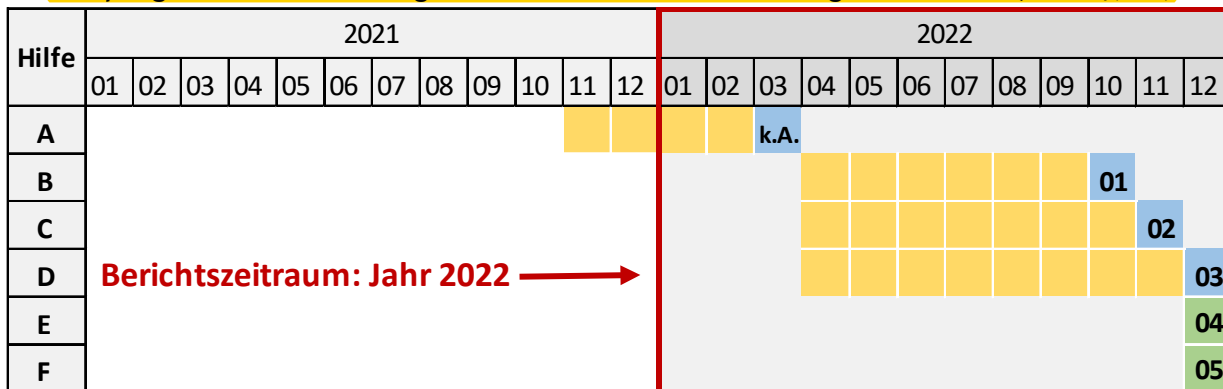 2021 2022
Hilfe
01 02 03 04 05 06 07 08 09 10 11 12 01 02 03 04 05 06 07 08 09 10 11 12
A k.A.
B 01
C 02
D Berichtszeitraum: Jahr 2022 03
E 04
F 05